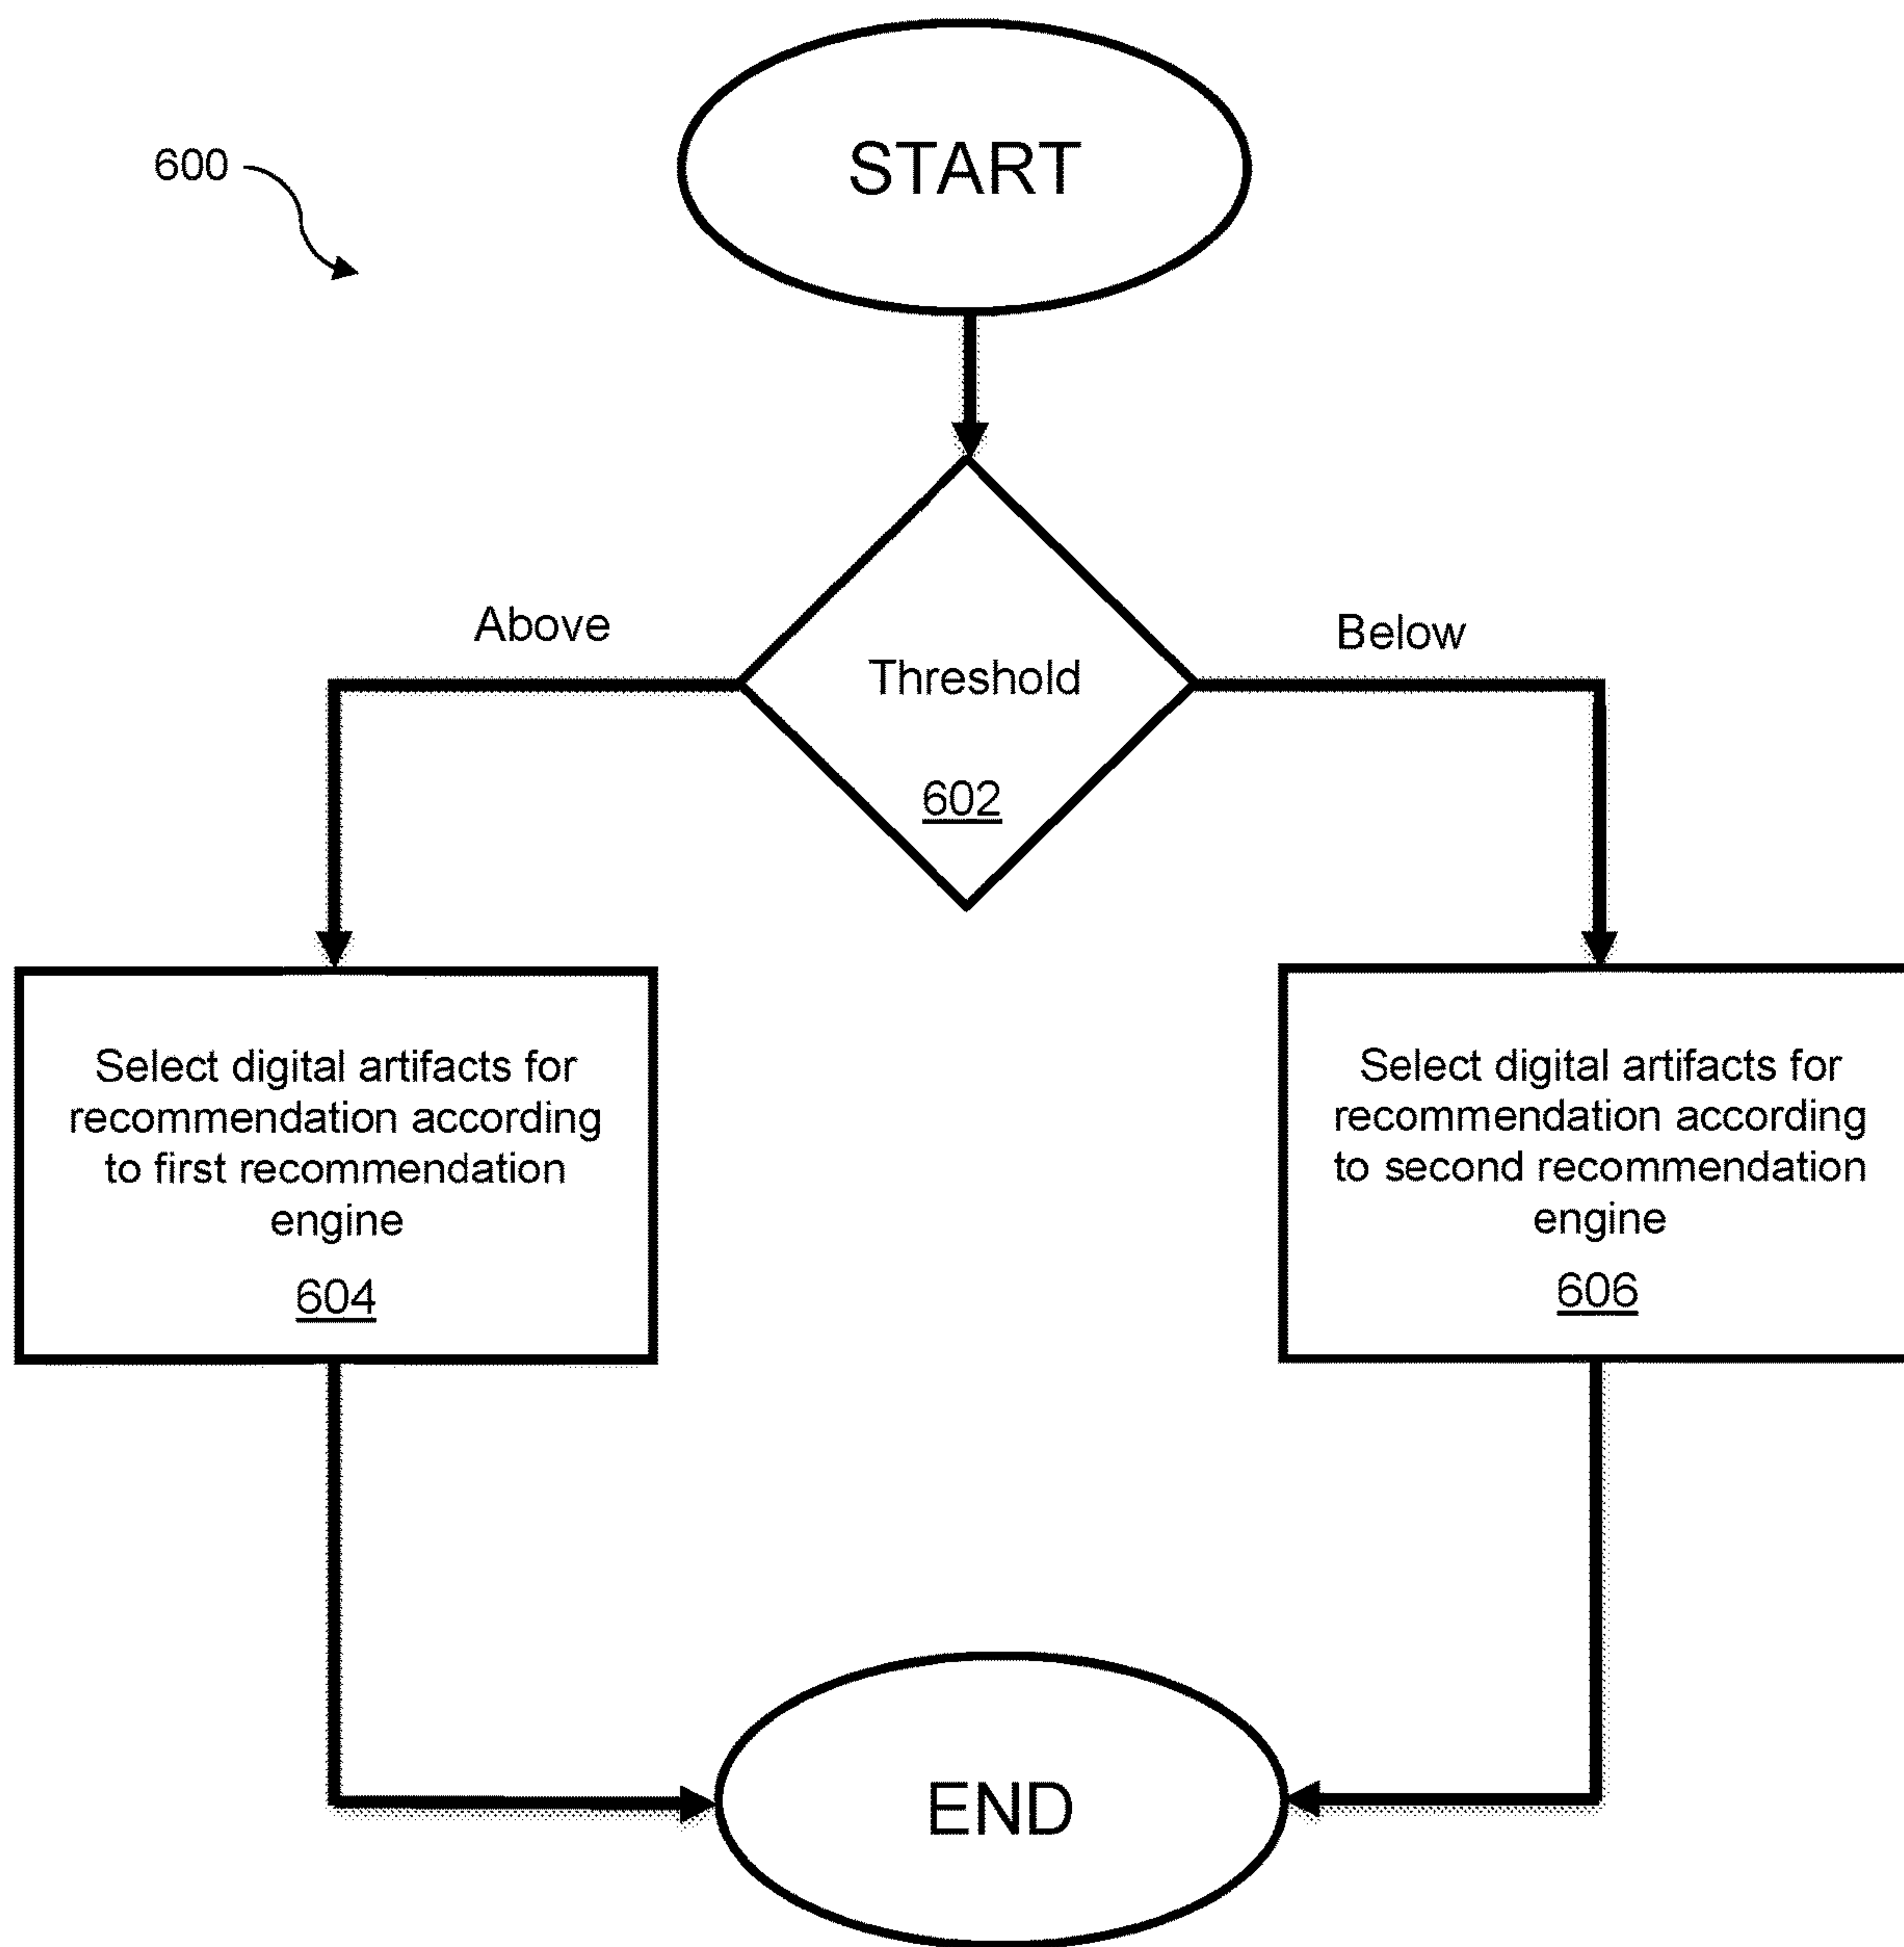 START
600
Above
Below
Threshold
602
Select digital artifacts for
recommendation according
to first recommendation
engine
604
Select digital artifacts for
recommendation according
to second recommendation
engine
606
END